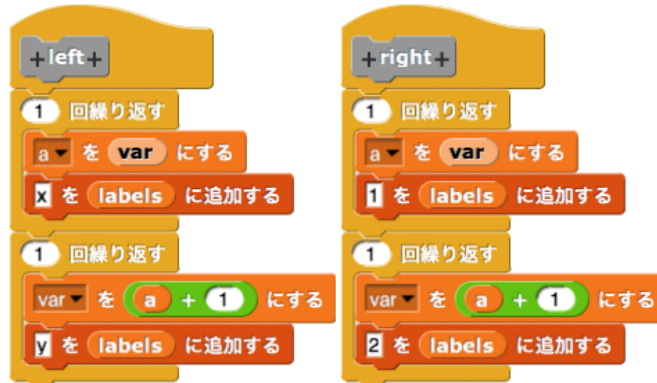 +left+
1 回繰り返す
a を var にする
x を labels に追加する
1 回繰り返す
var を a + 1 にする
y を labels に追加する
+right+
1 回繰り返す
a を var にする
1 を labels に追加する
1 回繰り返す
var を a + 1 にする
2 を labels に追加する